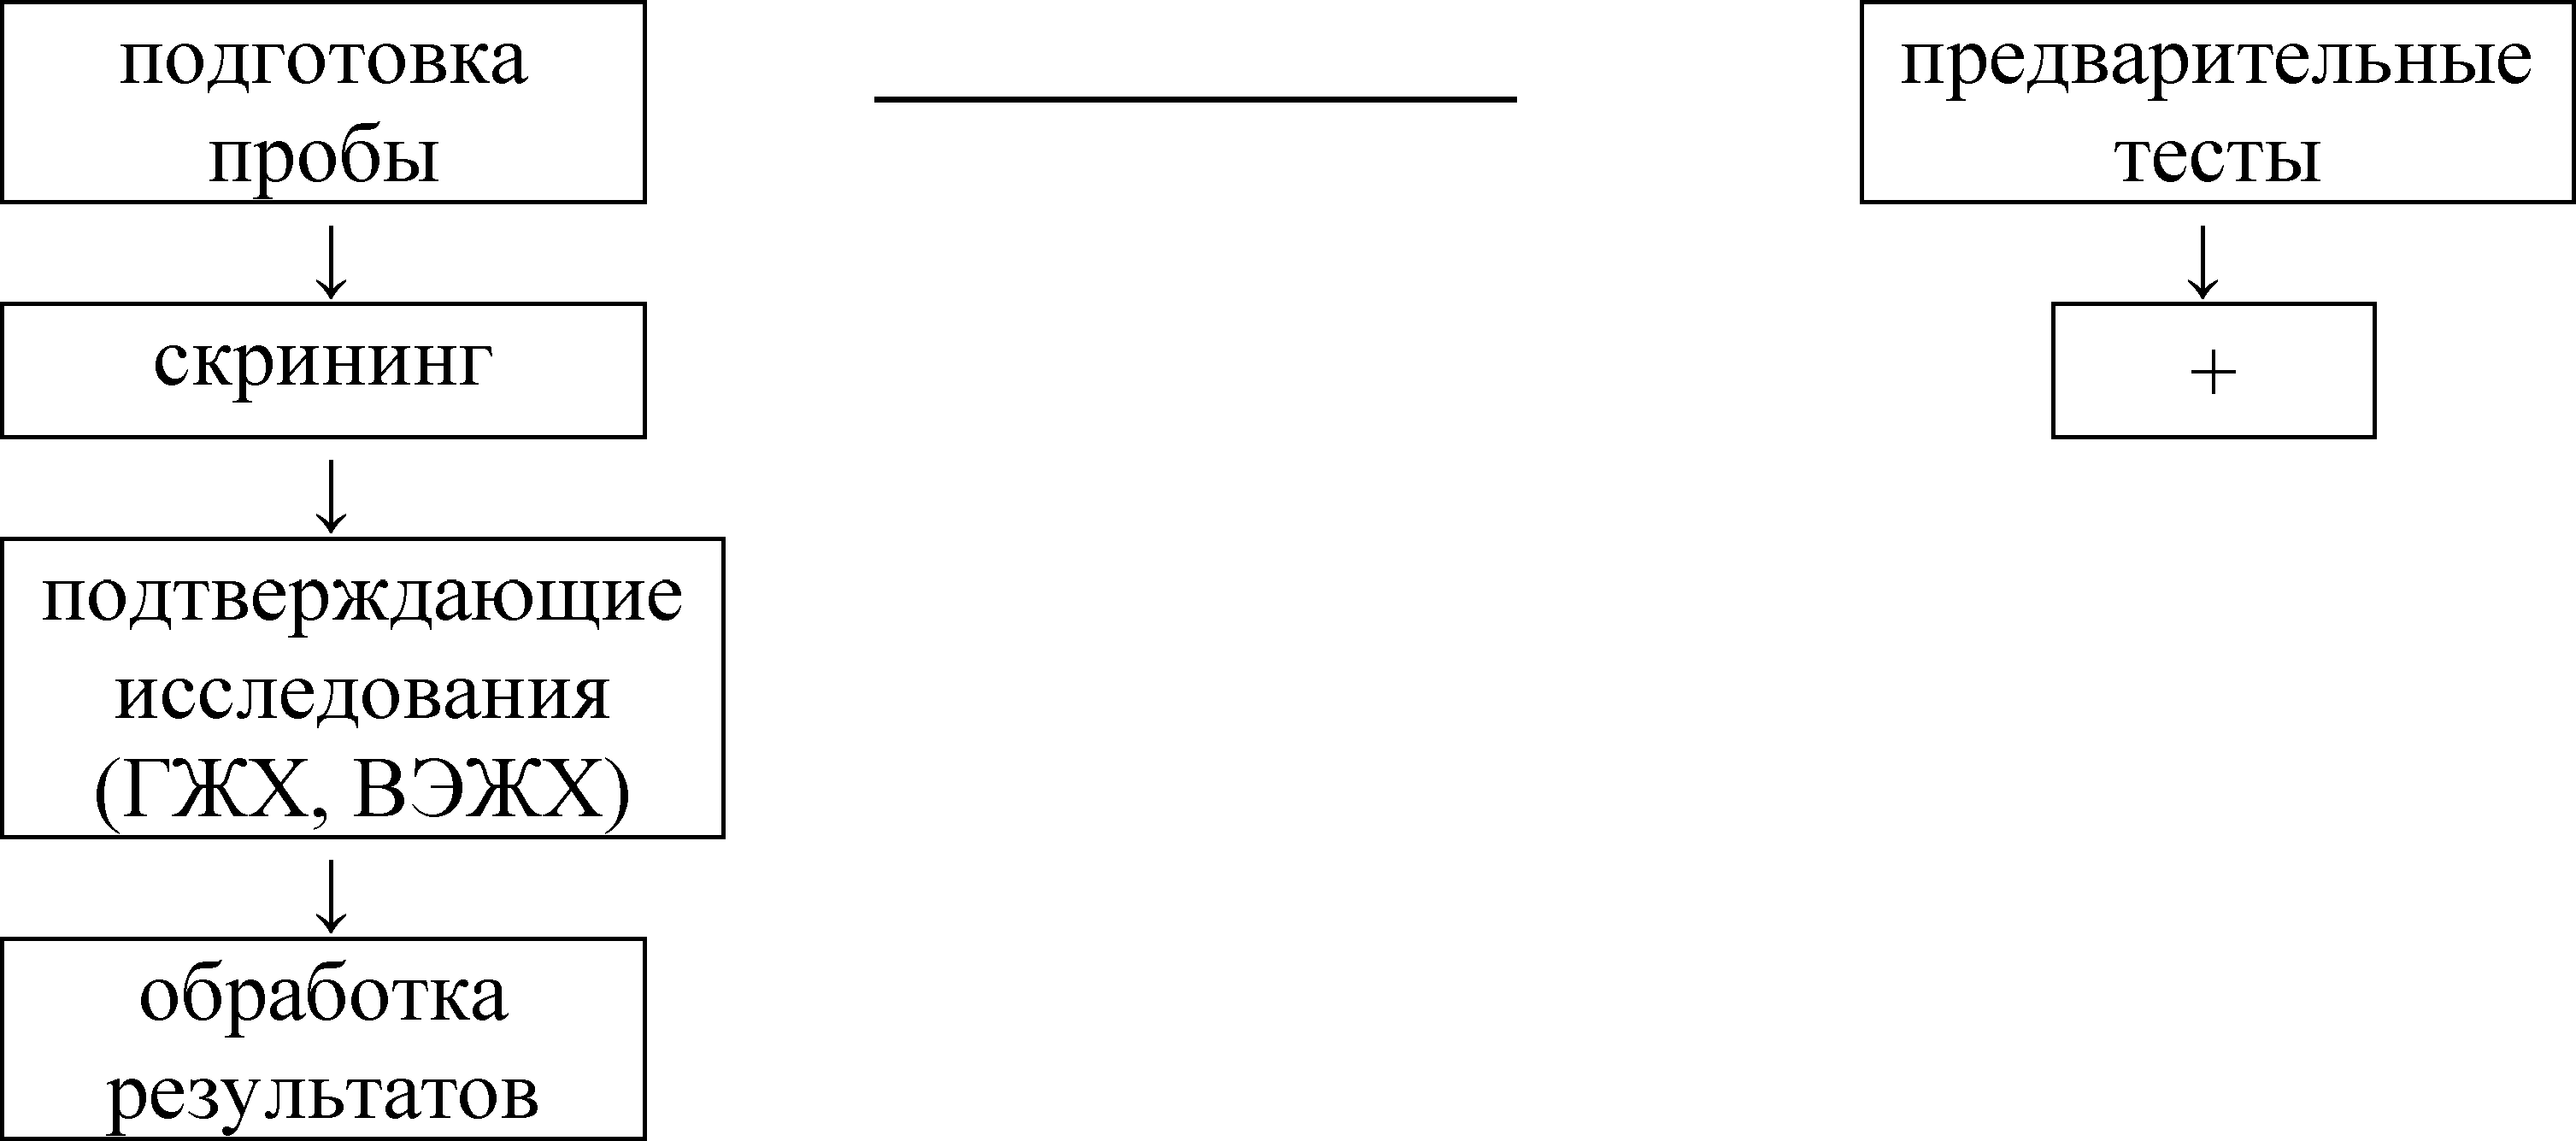 подготовка
пробы
предварительные
тесты
скрининг
+
подтверждающие
исследования
(ГЖХ, ВЭЖХ)
обработка
результатов